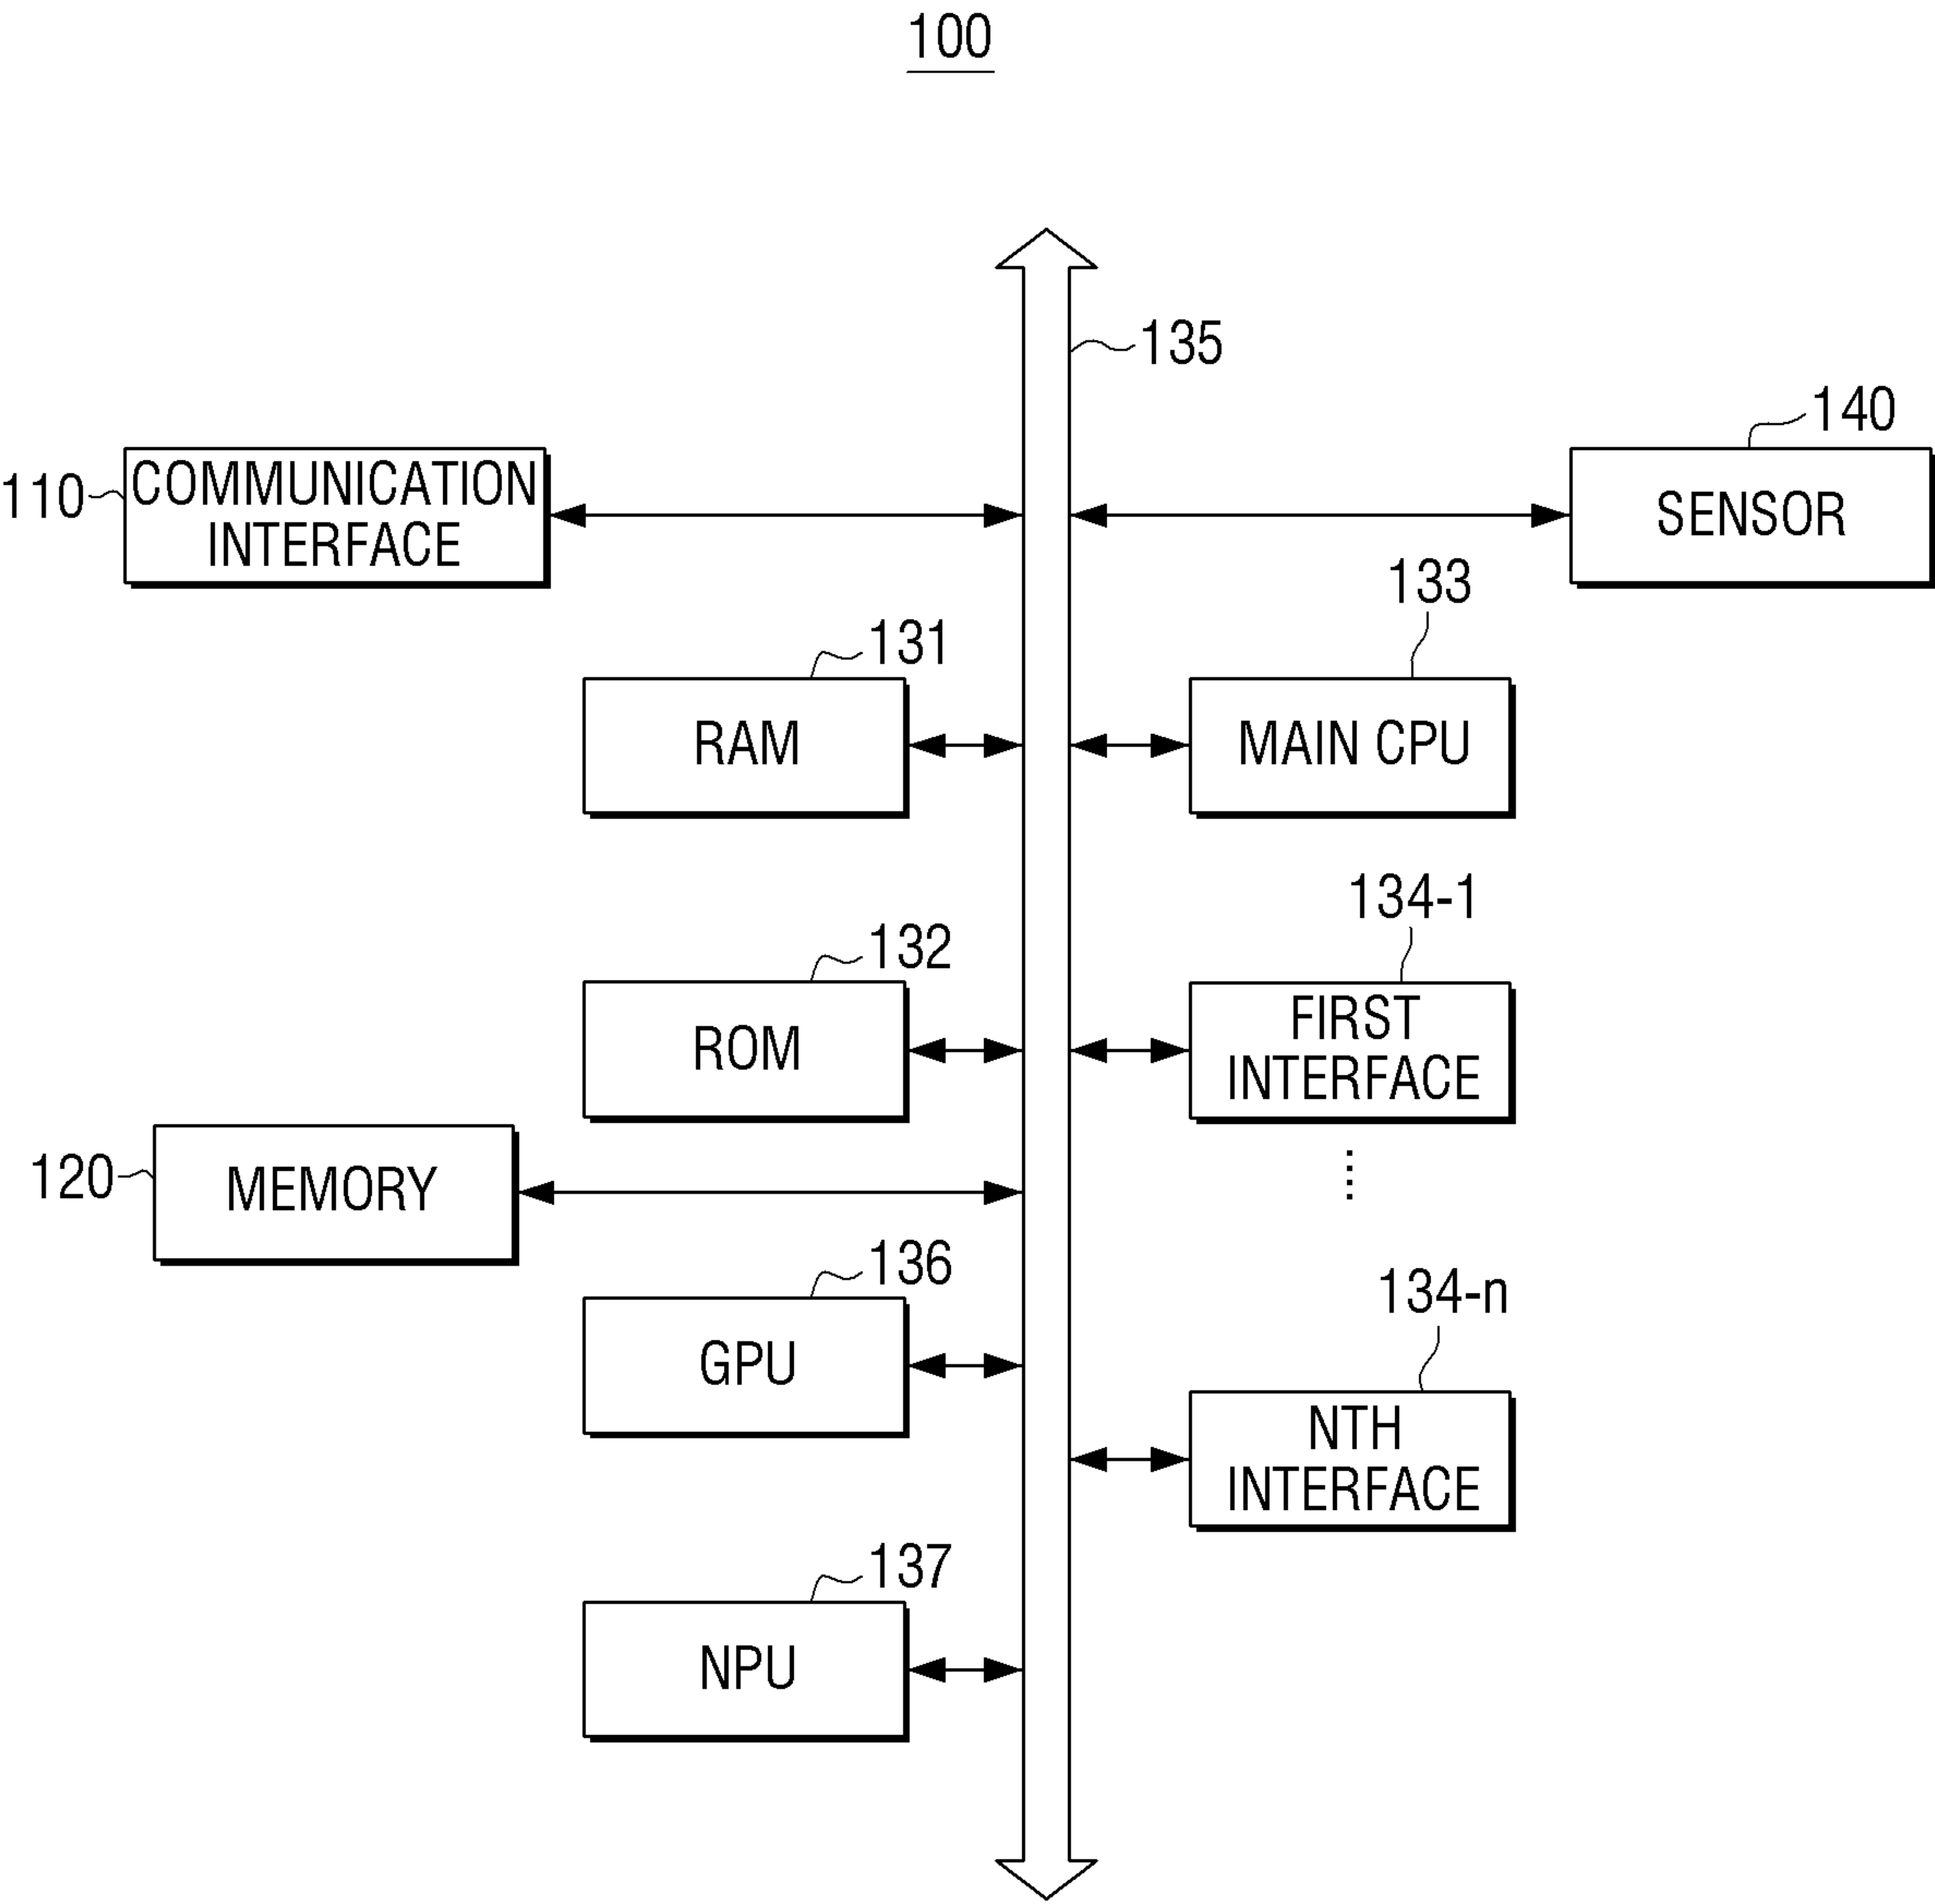 100
135
140
110
COMMUNICATION
INTERFACE
SENSOR
133
131
RAM
MAIN CPU
134-1
132
ROM
FIRST
INTERFACE
120
MEMORY
136
134-n
GPU
NTH
INTERFACE
137
NPU